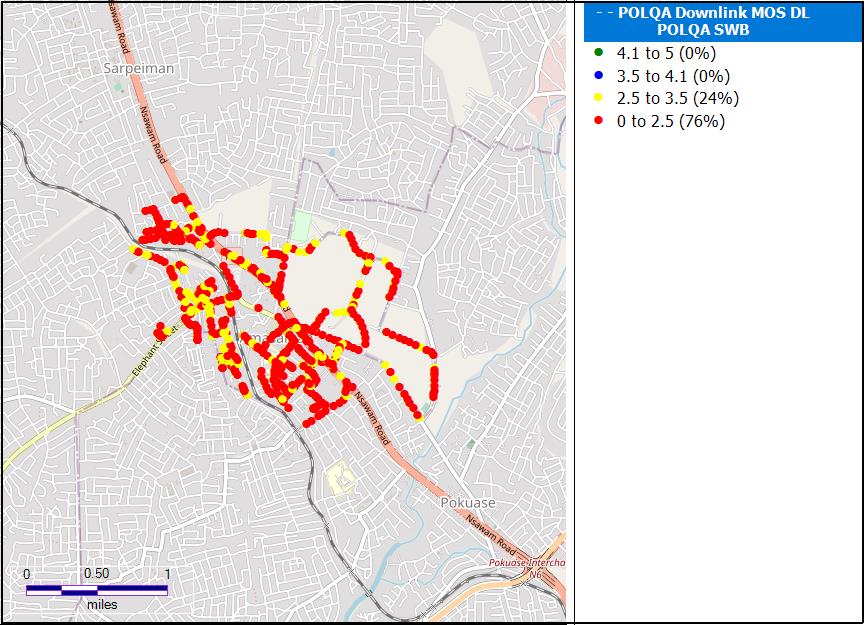 sawam Road
Sarpeiman
Nsawam Road
Elephant S
Nsawam Road
Pokuase
Nsawam Road
Pokuase Intercha
N6
0 0.50 1
miles
- - POLQA Downlink MOS DL
POLQA SWB
4.1 to 5 (0%)
3.5 to 4.1 (0%)
2.5 to 3.5 (24%)
0 to 2.5 (76%)